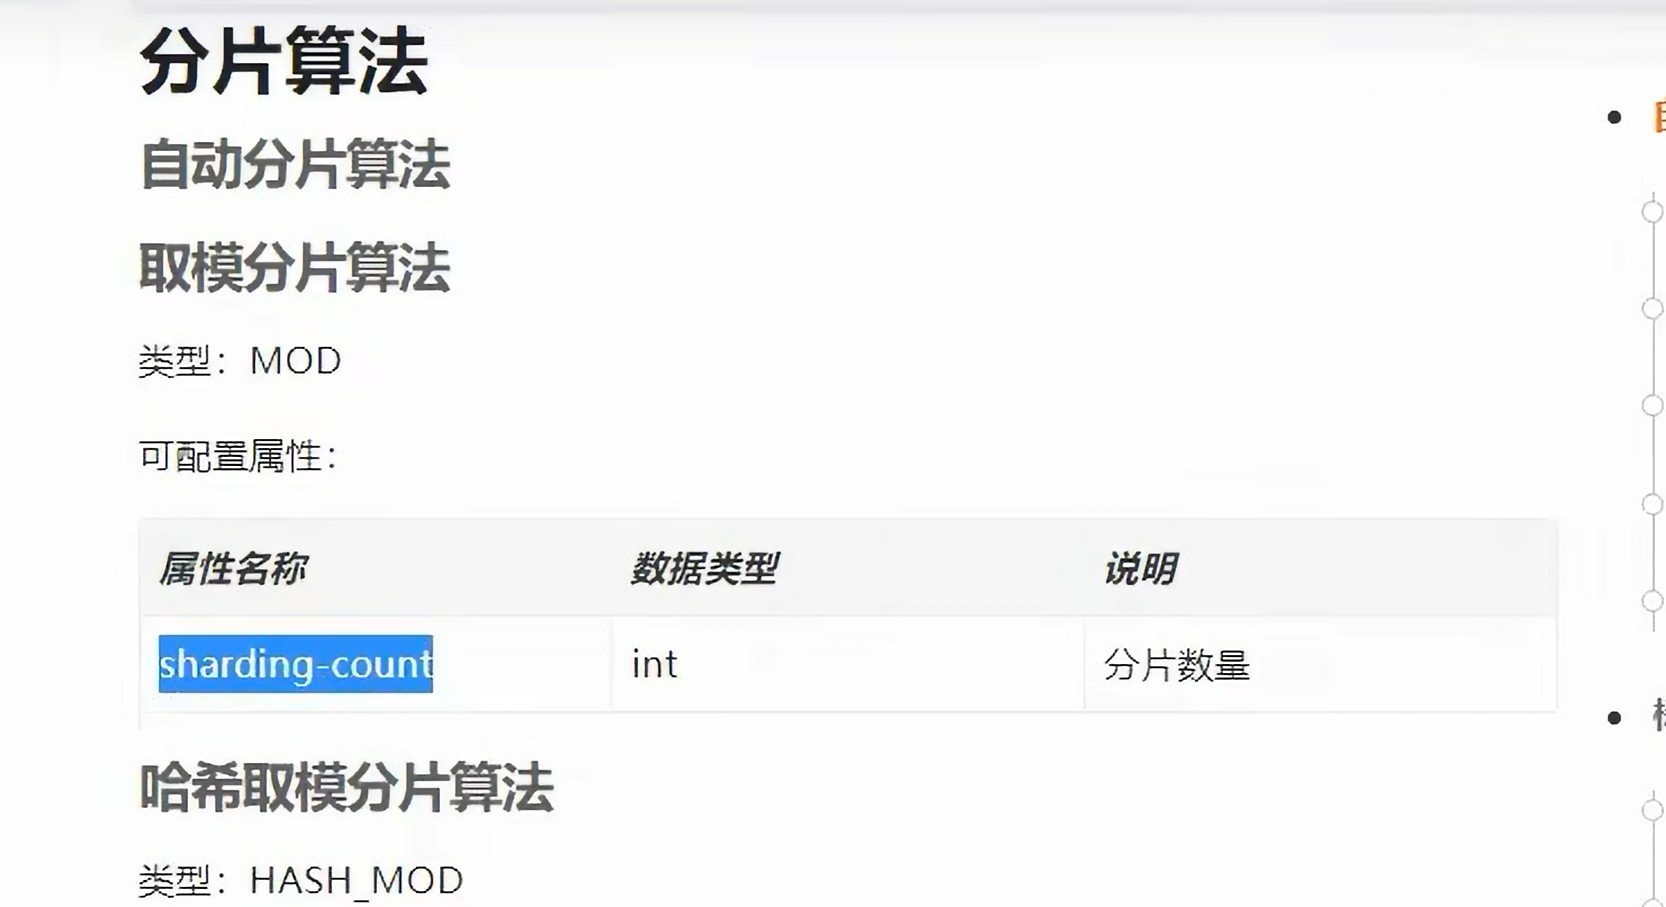 分片算法
自动分片算法
取模分片算法
类型：MOD
可配置属性：
属性名称 数据类型 说明
sharding-count int 分片数量
哈希取模分片算法
类型：HASH_MOD